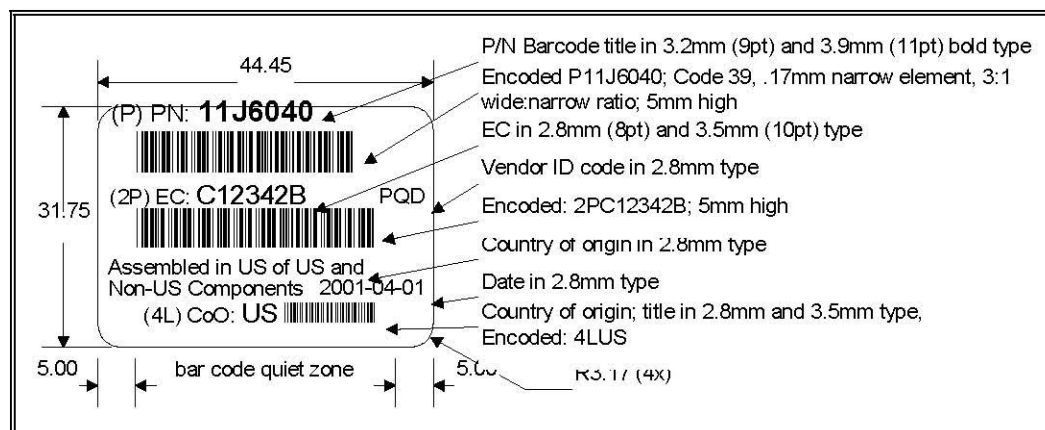 44.45
31.75
(P) PN: 11J6040
(2P) EC: C12342B PQD
Assembled in US of US and
Non-US Components 2001-04-01
(4L) CoO: US
5.00 bar code quiet zone 5.00
P/N Barcode title in 3.2mm (9pt) and 3.9mm (11pt) bold type
Encoded P11J6040; Code 39, .17mm narrow element, 3:1
wide:narrow ratio; 5mm high
EC in 2.8mm (8pt) and 3.5mm (10pt) type
Vendor ID code in 2.8mm type
Encoded: 2PC12342B; 5mm high
Country of origin in 2.8mm type
Date in 2.8mm type
Country of origin; title in 2.8mm and 3.5mm type,
Encoded: 4LUS
R3.17 (4x)